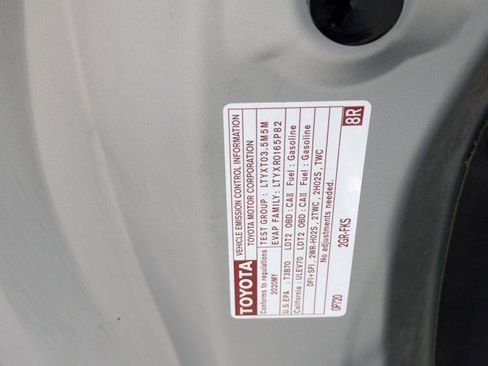 TOYOTA
VEHICLE EMISSION CONTROL INFORMATION
TOYOTA MOTOR CORPORATION
8R
Conforms to regulations
2020MY
TEST GROUP: LTYXT03.5M5M
EVAP FAMILY: LTYXR0165P82
U.S.EPA : T3B70 LDT2 OBD:CAII Fuel: Gasoline
California: ULEV70 LDT2 OBD:CAII Fuel: Gasoline
DFI+SFI, 2WR-HO2S, 2TWC, 2HO2S, TWC
No adjustments needed.
0P720 2GR-FKS